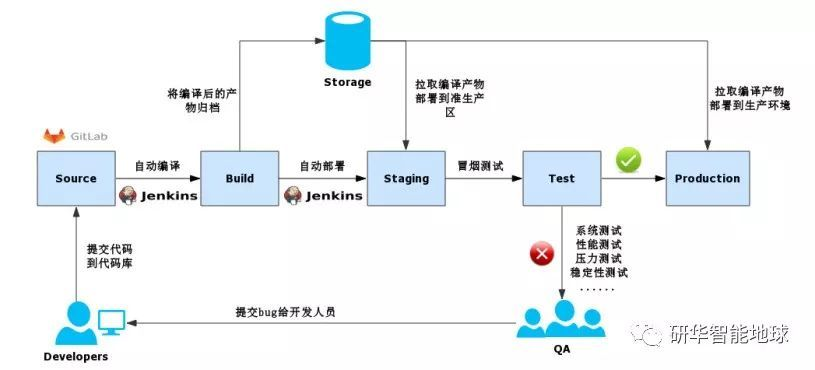 Storage
将编译后的产
物归档
拉取编译产物
部署到准生产
区
拉取编译产物
部署到生产环境
GitLab
Source
自动编译
Jenkins
Build
自动部署
Jenkins
Staging
冒烟测试
Test
Production
提交代码
到代码库
系统测试
性能测试
压力测试
稳定性测试
······
Developers
提交bug给开发人员
QA
研华智能地球